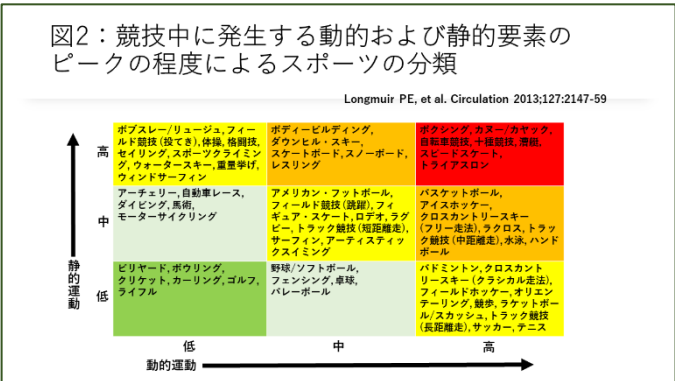 図2：競技中に発生する動的および静的要素の
ピークの程度によるスポーツの分類
Longmuir PE, et al. Circulation 2013;127:2147-59
高
ボブスレー/リュージュ,フィー
ルド競技(投てき),体操,格闘技,
セイリング,スポーツクライミン
グ,ウォータースキー,重量挙げ,
ウィンドサーフィン
ボディービルディング,
ダウンヒル・スキー,
スケートボード,スノーボード,
レスリング
ボクシング,カヌー/カヤック,
自転車競技,十種競技,漕艇,
スピードスケート,
トライアスロン
中
アーチェリー,自動車レース,
ダイビング,馬術,
モーターサイクリング
アメリカン・フットボール,
フィールド競技(跳躍),フィ
ギュア・スケート,ロデオ,ラグ
ビー,トラック競技(短距離走),
サーフィン,アーティスティッ
クスイミング
バスケットボール,
アイスホッケー,
クロスカントリースキー
(フリー走法),ラクロス,トラッ
ク競技(中距離走),水泳,ハンド
ボール
低
ビリヤード,ボウリング,
クリケット,カーリング,ゴルフ,
ライフル
野球/ソフトボール,
フェンシング,卓球,
バレーボール
バドミントン,クロスカント
リースキー(クラシカル走法),
フィールドホッケー,オリエン
テーリング,競歩,ラケットボー
ル/スカッシュ,トラック競技
(長距離走),サッカー,テニス
静的運動
低
中
高
動的運動